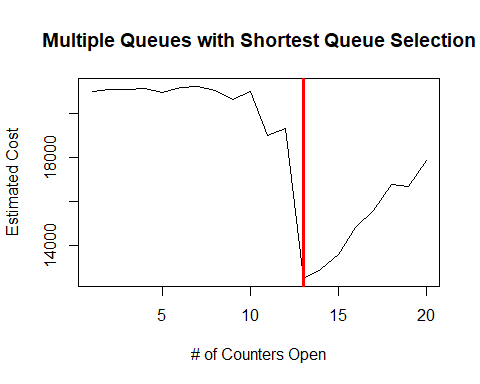 Multiple Queues with Shortest Queue Selection
Estimated Cost
18000
14000
5 10 15 20
# of Counters Open